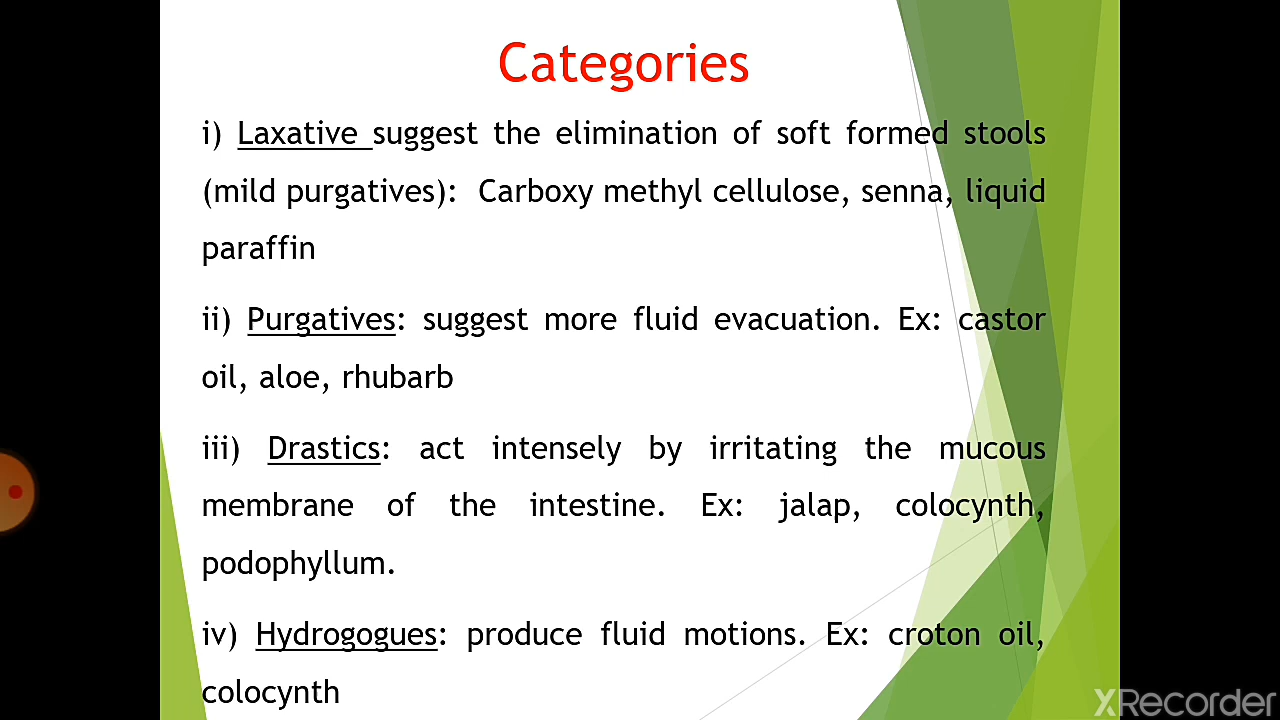 Categories
i) Laxative suggest the elimination of soft formed stools
(mild purgatives): Carboxy methyl cellulose, senna, liquid
paraffin
ii) Purgatives: suggest more fluid evacuation. Ex: castor
oil, aloe, rhubarb
iii) Drastics: act intensely by irritating the mucous
membrane of the intestine. Ex: jalap, colocynth,
podophyllum.
iv) Hydrogogues: produce fluid motions. Ex: croton oil,
colocynth
XRecorder